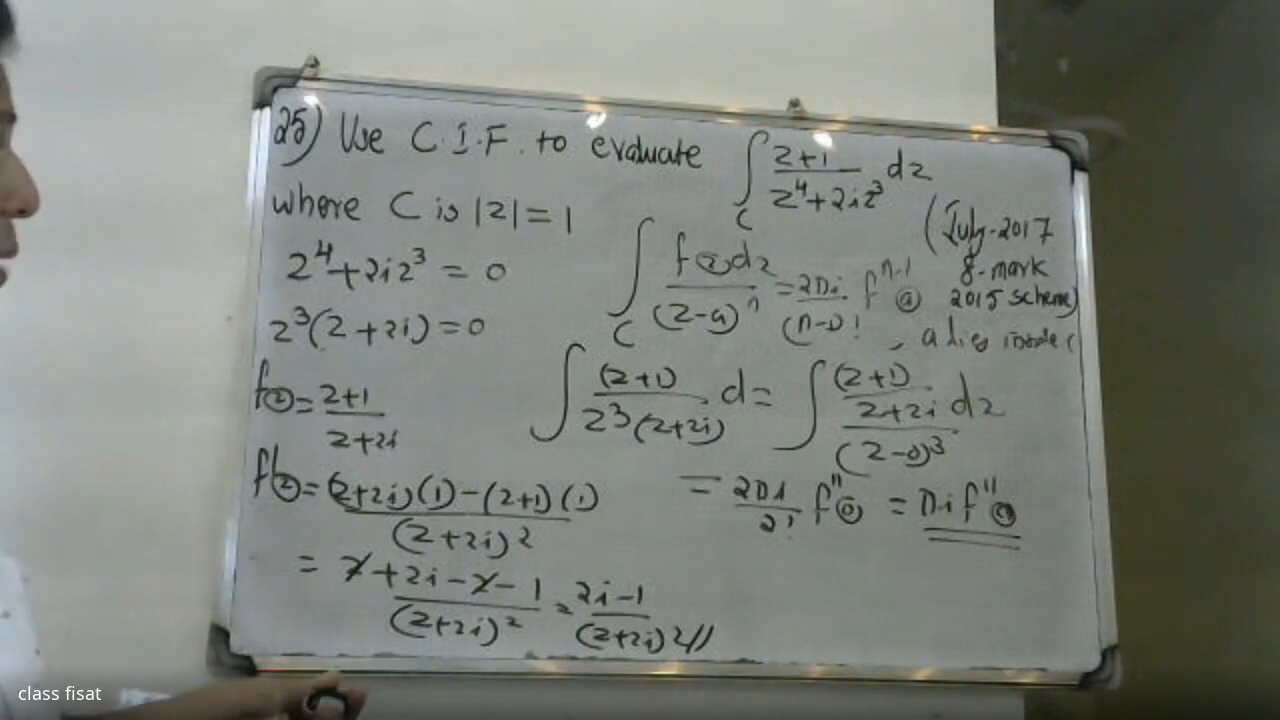 25) Use C.I.F. to evaluate ∫_C (z+1)/(z⁴+2iz³) dz
where C is |z|=1
(July-2017
8-mark
2015 scheme)
z⁴+2iz³ = 0
z³(z+2i)=0
∫_C f(z)dz/(z-a)ⁿ = 2πi/(n-1)! fⁿ⁻¹(a), a lies inside C
f(z)= (z+1)/(z+2i)
∫ (z+1)/(z³(z+2i)) d= ∫ ((z+1)/(z+2i))/(z-0)³ dz
f'(z)= ((z+2i)(1)-(z+1)(1))/(z+2i)²
= 2πi/2! f''(0) = πi f''(0)
= (z+2i-z-1)/(z+2i)² = (2i-1)/(z+2i)²//
class fisat